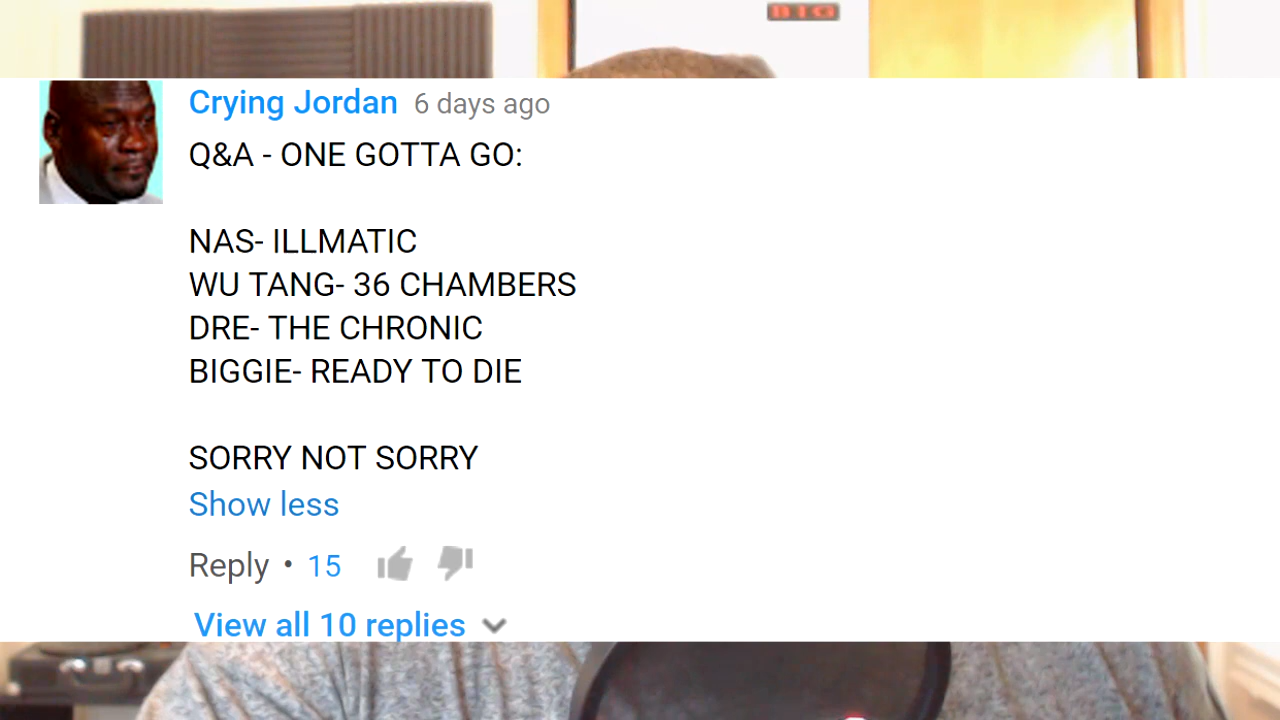 BIG
Crying Jordan 6 days ago
Q&A - ONE GOTTA GO:
NAS- ILLMATIC
WU TANG- 36 CHAMBERS
DRE- THE CHRONIC
BIGGIE- READY TO DIE
SORRY NOT SORRY
Show less
Reply • 15
View all 10 replies